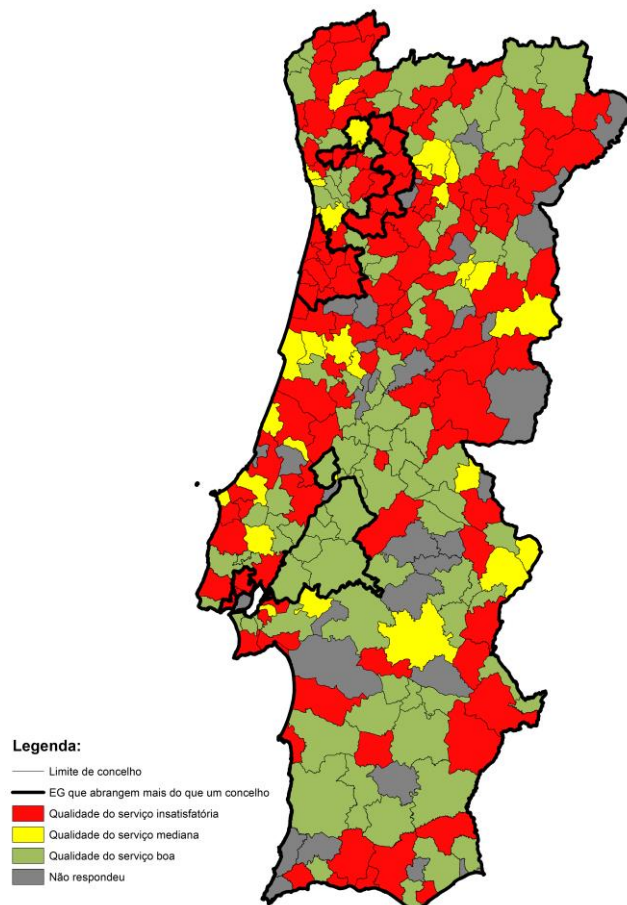 Legenda:
Limite de concelho
EG que abrangem mais do que um concelho
Qualidade do serviço insatisfatória
Qualidade do serviço mediana
Qualidade do serviço boa
Não respondeu